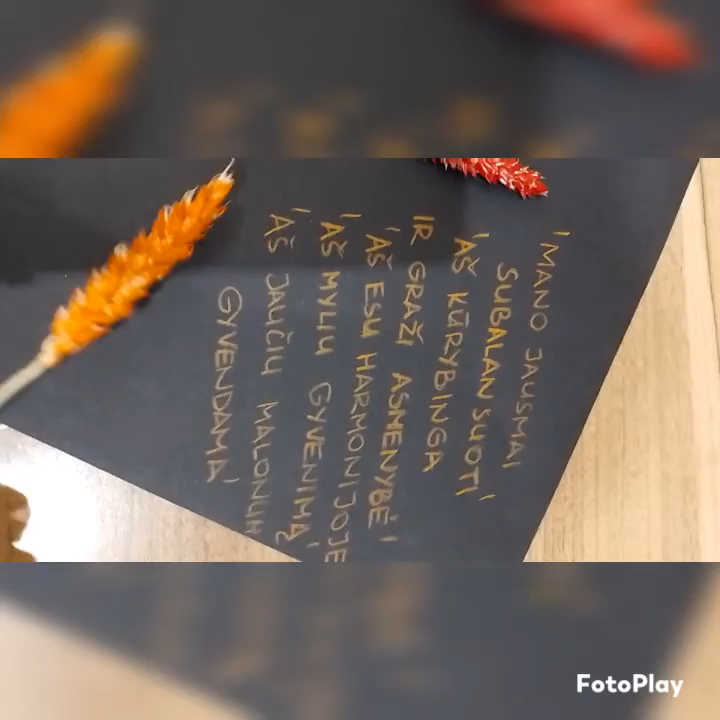 'MANO JAUSMAI
SUBALANSUOTI'
'AŠ KŪRYBINGA
IR GRAŽI ASMENYBĖ'
'AŠ ESU HARMONIJOJE
'AŠ MYLIU GYVENIMĄ'
'AŠ JAUČIU MALONUMĄ
GYVENDAMA'
FotoPlay